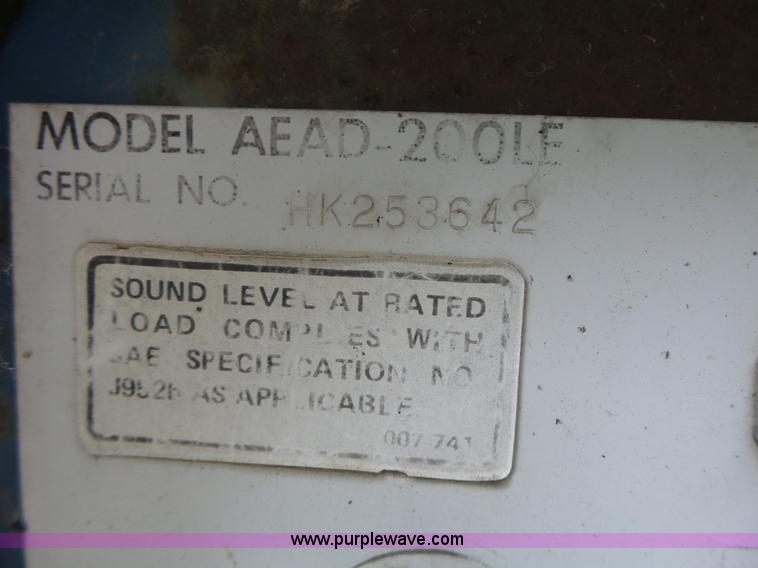 MODEL AEAD-200LE
SERIAL NO. HK253642
SOUND LEVEL AT RATED
LOAD COMPLIES WITH
SAE SPECIFICATION NO
J952b AS APPLICABLE.
007 741
www.purplewave.com